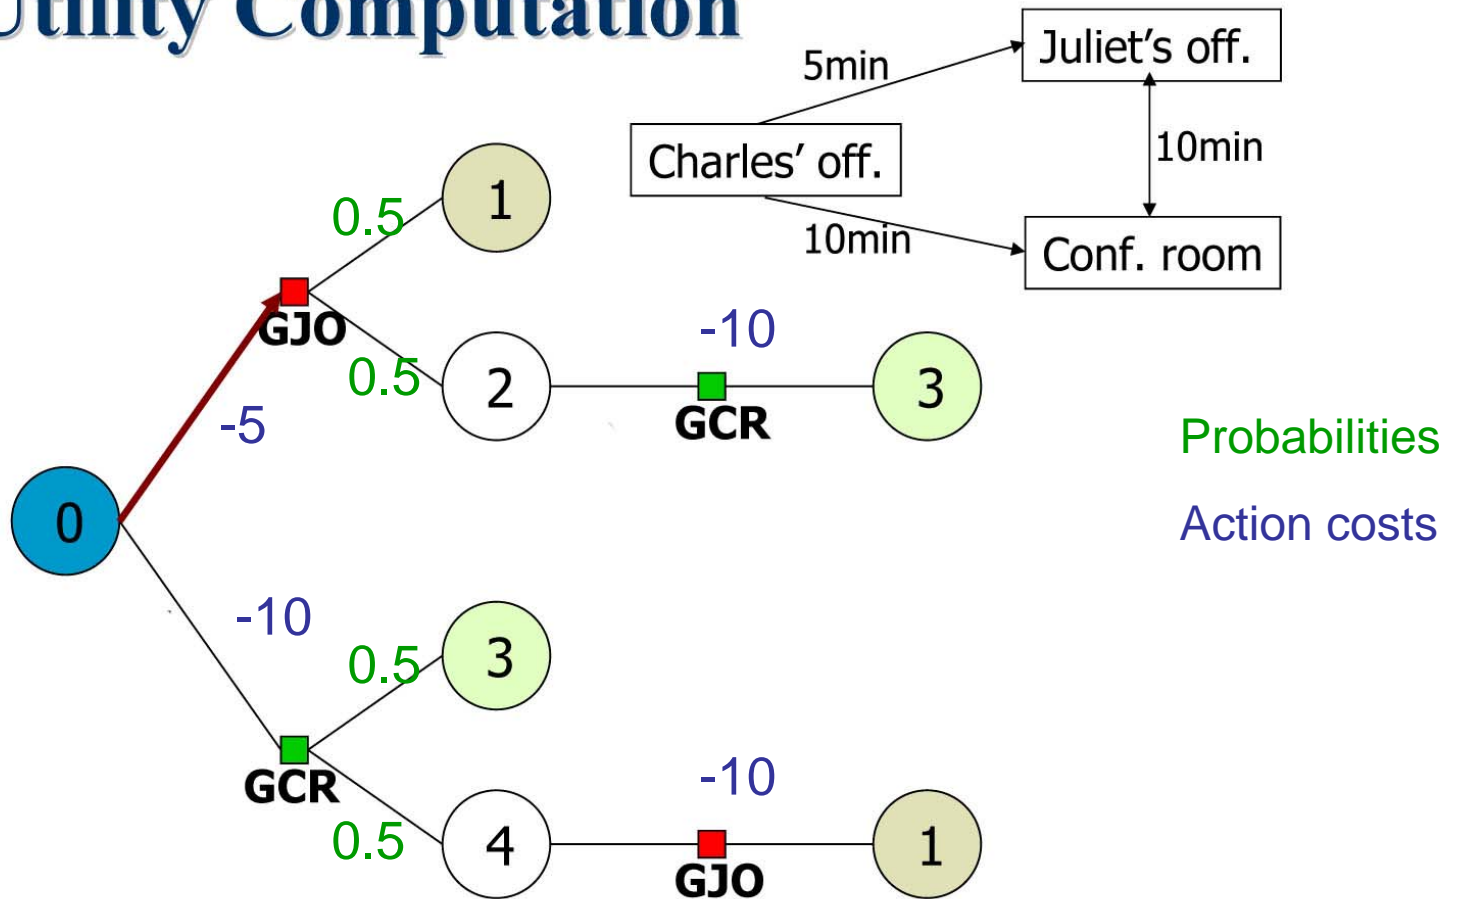 Utility Computation
Juliet's off.
5min
Charles' off.
10min
10min
Conf. room
1
0.5
GJO
0.5
-5
2
-10
GCR
3
Probabilities
Action costs
0
-10
0.5
3
GCR
0.5
4
-10
GJO
1